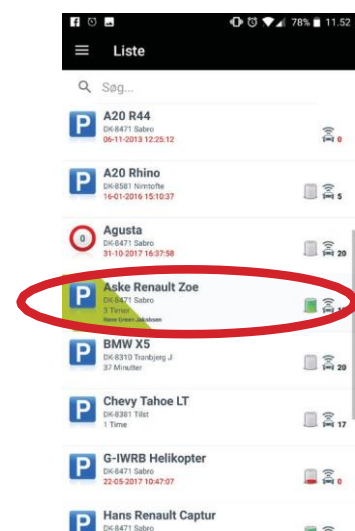 78% 11.52
Liste
Søg...
P A20 R44
DK-8471 Sabro
06-11-2013 12:25:12 0
P A20 Rhino
DK-8581 Nimtofte
16-01-2016 15:10:37 5
0 Agusta
DK-8471 Sabro
31-10-2017 16:37:58 20
P Aske Renault Zoe
DK-8471 Sabro
3 Timer
P BMW X5
DK-8310 Tranbjerg J
37 Minutter 20
P Chevy Tahoe LT
DK-8381 Tilst
1 Time 17
P G-IWRB Helikopter
DK-8471 Sabro
22-05-2017 10:47:07 0
P Hans Renault Captur
DK-8471 Sabro